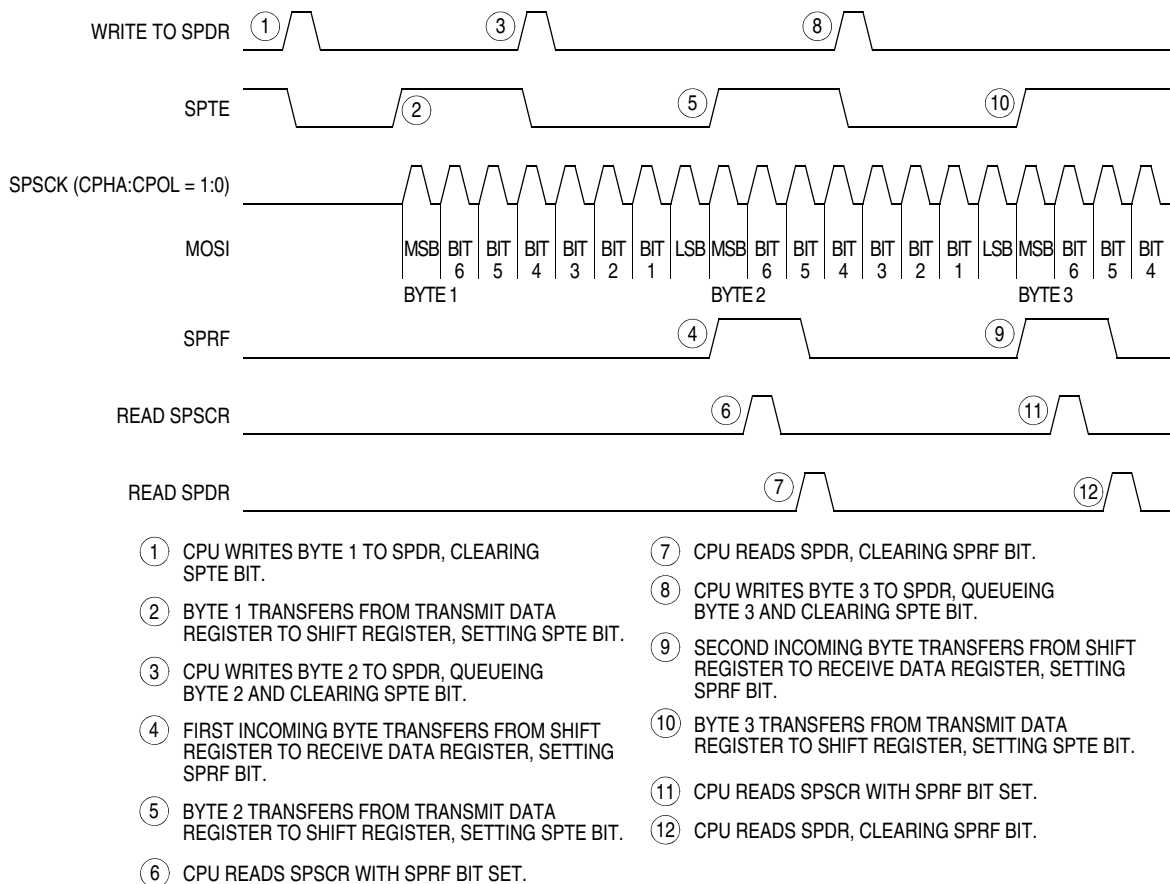 WRITE TO SPDR 1 3 8
SPTE 2 5 10
SPSCK (CPHA:CPOL = 1:0)
MOSI MSB BIT 6 BIT 5 BIT 4 BIT 3 BIT 2 BIT 1 LSB MSB BIT 6 BIT 5 BIT 4 BIT 3 BIT 2 BIT 1 LSB MSB BIT 6 BIT 5 BIT 4
BYTE 1 BYTE 2 BYTE 3
SPRF 4 9
READ SPSCR 6 11
READ SPDR 7 12
1 CPU WRITES BYTE 1 TO SPDR, CLEARING
SPTE BIT.
2 BYTE 1 TRANSFERS FROM TRANSMIT DATA
REGISTER TO SHIFT REGISTER, SETTING SPTE BIT.
3 CPU WRITES BYTE 2 TO SPDR, QUEUEING
BYTE 2 AND CLEARING SPTE BIT.
4 FIRST INCOMING BYTE TRANSFERS FROM SHIFT
REGISTER TO RECEIVE DATA REGISTER, SETTING
SPRF BIT.
5 BYTE 2 TRANSFERS FROM TRANSMIT DATA
REGISTER TO SHIFT REGISTER, SETTING SPTE BIT.
6 CPU READS SPSCR WITH SPRF BIT SET.
7 CPU READS SPDR, CLEARING SPRF BIT.
8 CPU WRITES BYTE 3 TO SPDR, QUEUEING
BYTE 3 AND CLEARING SPTE BIT.
9 SECOND INCOMING BYTE TRANSFERS FROM SHIFT
REGISTER TO RECEIVE DATA REGISTER, SETTING
SPRF BIT.
10 BYTE 3 TRANSFERS FROM TRANSMIT DATA
REGISTER TO SHIFT REGISTER, SETTING SPTE BIT.
11 CPU READS SPSCR WITH SPRF BIT SET.
12 CPU READS SPDR, CLEARING SPRF BIT.